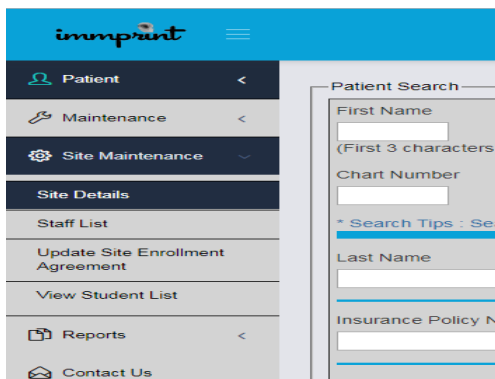 immprint
Patient
Maintenance
Site Maintenance
Site Details
Staff List
Update Site Enrollment
Agreement
View Student List
Reports
Contact Us
Patient Search
First Name
(First 3 characters
Chart Number
* Search Tips : Se
Last Name
Insurance Policy N